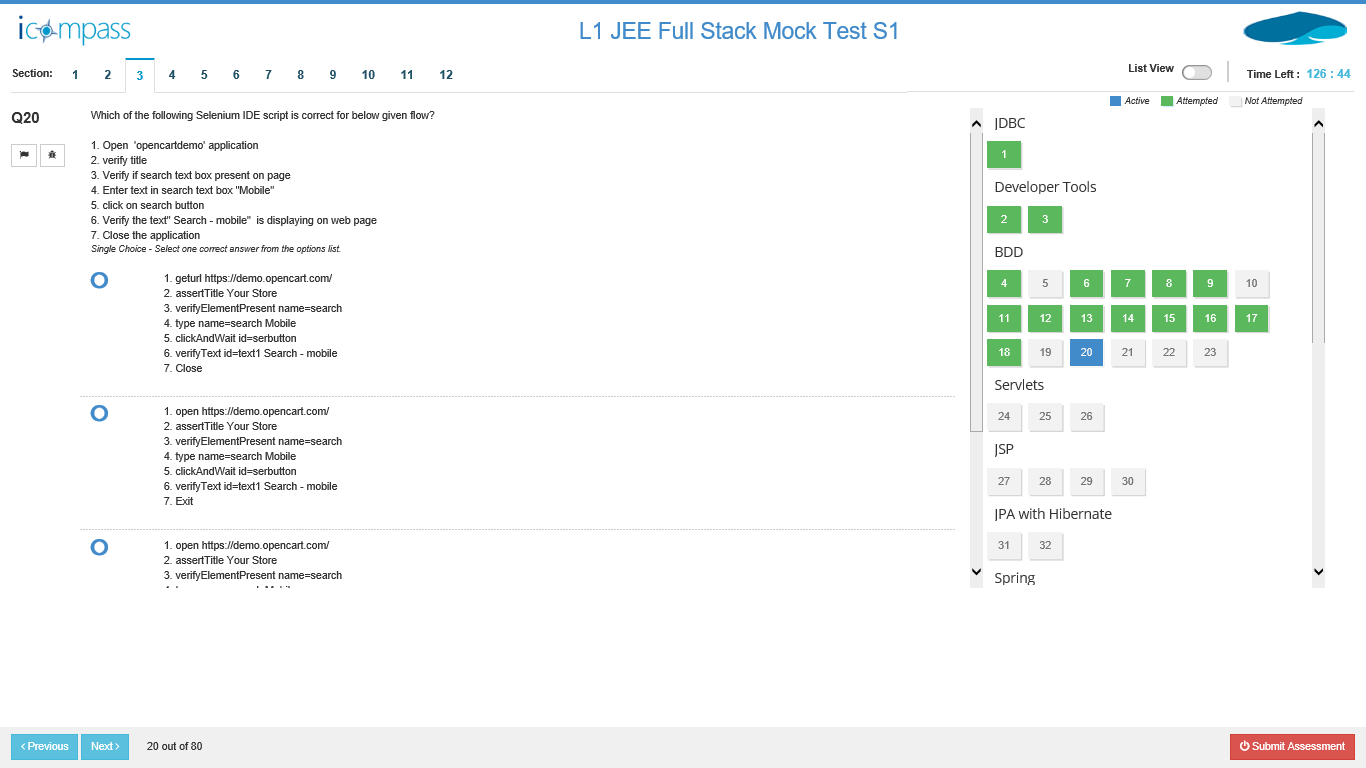 icompass
L1 JEE Full Stack Mock Test S1
Section: 1 2 3 4 5 6 7 8 9 10 11 12
List View
Time Left : 126 : 44
Active Attempted Not Attempted
Q20
Which of the following Selenium IDE script is correct for below given flow?
1. Open 'opencartdemo' application
2. verify title
3. Verify if search text box present on page
4. Enter text in search text box "Mobile"
5. click on search button
6. Verify the text" Search - mobile" is displaying on web page
7. Close the application
Single Choice - Select one correct answer from the options list.
1. geturl https://demo.opencart.com/
2. assertTitle Your Store
3. verifyElementPresent name=search
4. type name=search Mobile
5. clickAndWait id=serbutton
6. verifyText id=text1 Search - mobile
7. Close
1. open https://demo.opencart.com/
2. assertTitle Your Store
3. verifyElementPresent name=search
4. type name=search Mobile
5. clickAndWait id=serbutton
6. verifyText id=text1 Search - mobile
7. Exit
1. open https://demo.opencart.com/
2. assertTitle Your Store
3. verifyElementPresent name=search
JDBC
1
Developer Tools
2 3
BDD
4 5 6 7 8 9 10
11 12 13 14 15 16 17
18 19 20 21 22 23
Servlets
24 25 26
JSP
27 28 29 30
JPA with Hibernate
31 32
Spring
Previous
Next
20 out of 80
Submit Assessment